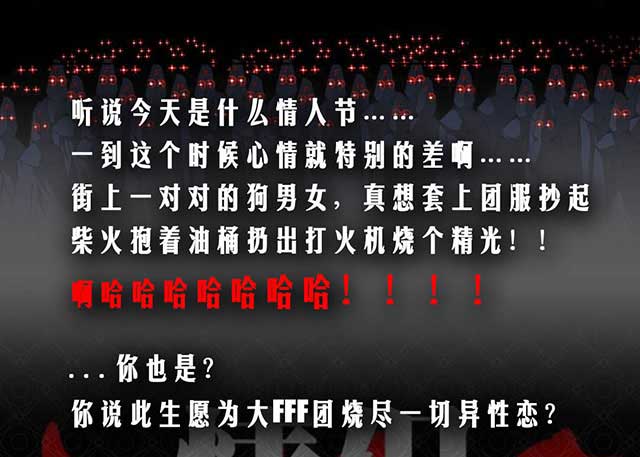 听说今天是什么情人节……
一到这个时候心情就特别的差啊……
街上一对对的狗男女，真想套上团服抄起
柴火抱着油桶扔出打火机烧个精光！！
啊哈哈哈哈哈哈哈！！！！
...你也是？
你说此生愿为大FFF团烧尽一切异性恋？